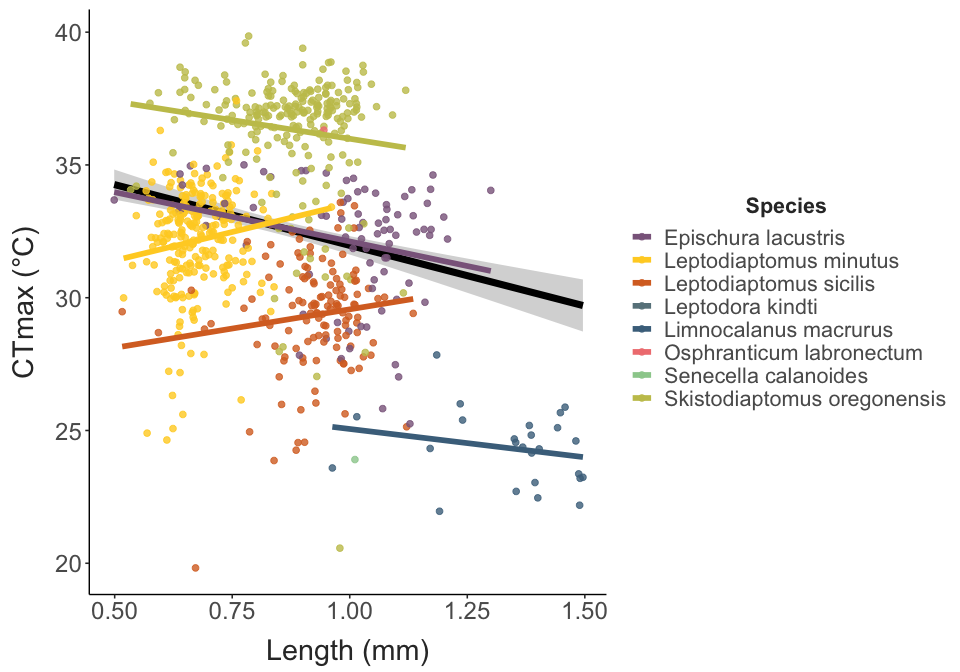 40
35
30
25
20
CTmax (°C)
0.50 0.75 1.00 1.25 1.50
Length (mm)
Species
Epischura lacustris
Leptodiaptomus minutus
Leptodiaptomus sicilis
Leptodora kindti
Limnocalanus macrurus
Osphranticum labronectum
Senecella calanoides
Skistodiaptomus oregonensis